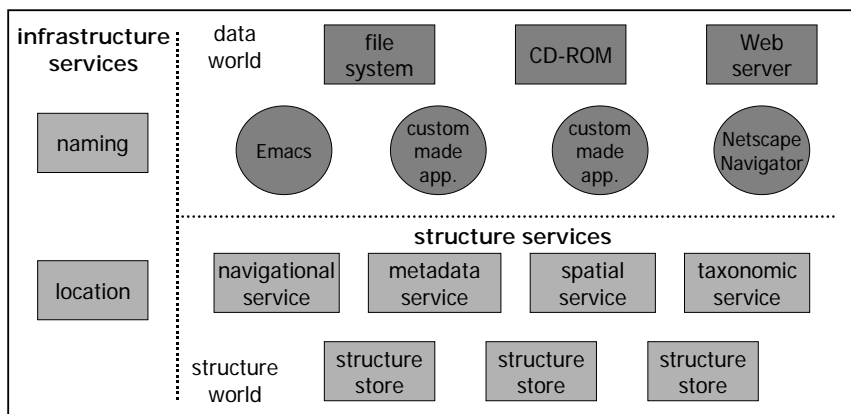 infrastructure
services
naming
location
data
world
file
system
CD-ROM
Web
server
Emacs
custom
made
app.
custom
made
app.
Netscape
Navigator
structure services
navigational
service
metadata
service
spatial
service
taxonomic
service
structure
world
structure
store
structure
store
structure
store